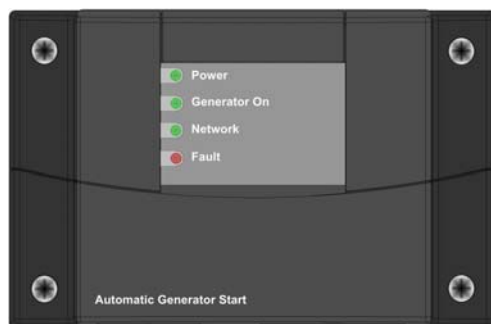 Power
Generator On
Network
Fault
Automatic Generator Start